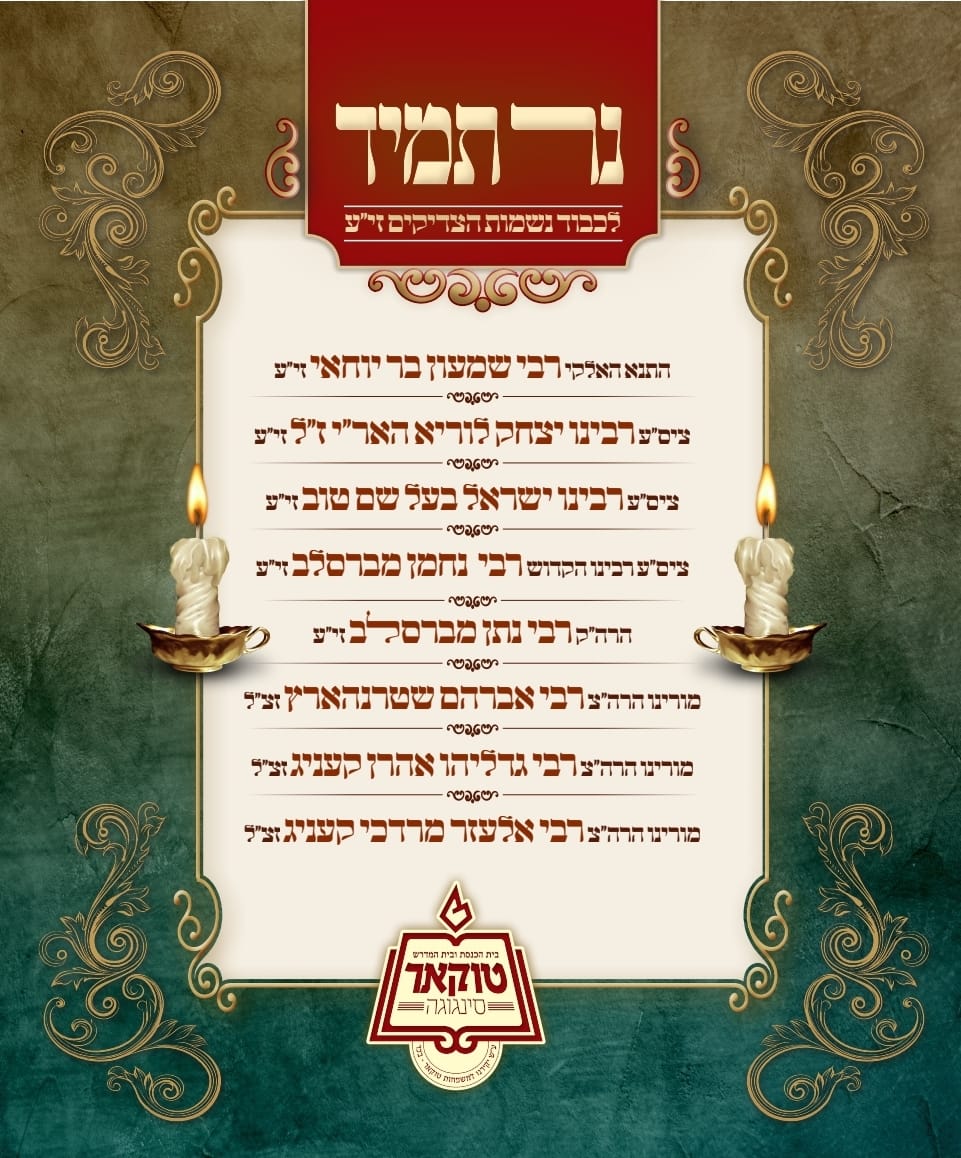 נר תמיד
לכבוד נשמות הצדיקים זי"ע
התנא האלקי רבי שמעון בר יוחאי זי"ע
ציס"ע רבינו יצחק לוריא האר"י ז"ל זי"ע
ציס"ע רבינו ישראל בעל שם טוב זי"ע
ציס"ע רבינו הקדוש רבי נחמן מברסלב זי"ע
הרה"ק רבי נתן מברסלב זי"ע
מורינו הרה"צ רבי אברהם שטרנהארץ זצ"ל
מורינו הרה"צ רבי גדליהו אהרן קעניג זצ"ל
מורינו הרה"צ רבי אלעזר מרדכי קעניג זצ"ל
בית הכנסת ובית המדרש
טוקאר
סינגוגה
ע"ש יקירנו למשפחות טוקאר -